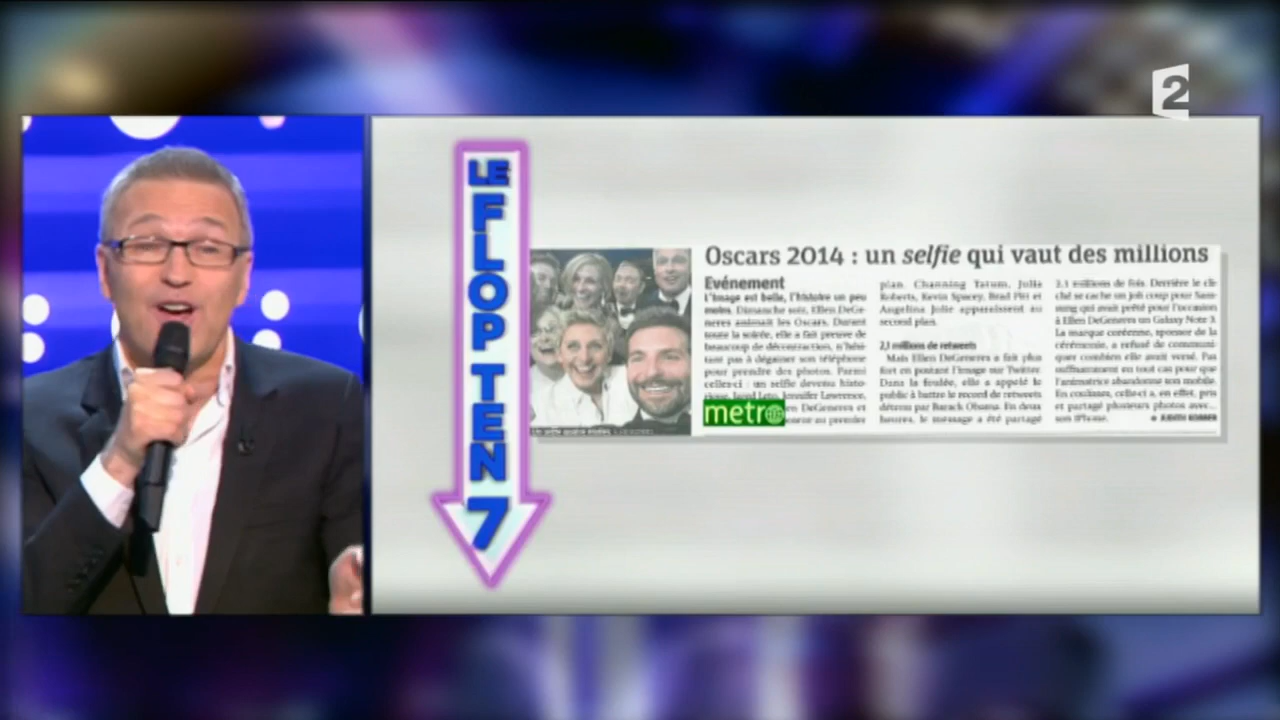 2
LE FLOP TEN
7
Oscars 2014 : un selfie qui vaut des millions
Evénement
L'image est belle, l'histoire un peu
moins. Dimanche soir, Ellen DeGe-
neres animait les Oscars. Durant
toute la soirée, elle a fait preuve de
beaucoup de décontraction, n'hési-
tant pas à dégainer son téléphone
pour prendre des photos. Parmi
celles-ci : un selfie devenu histo-
rique. Jared Leto, Jennifer Lawrence,
en DeGeneres et
metro
plan. Channing Tatum, Julia
Roberts, Kevin Spacey, Brad Pitt et
Angelina Jolie apparaissent au
second plan.
2,1 millions de retweets
Mais Ellen DeGeneres a fait plus
fort en postant l'image sur Twitter.
Dans la foulée, elle a appelé le
public à battre le record de retweets
détenu par Barack Obama. En deux
heures, le message a été partagé
2,1 millions de fois. Derrière le cli-
ché se cache un joli coup pour Sam-
sung qui avait prêté pour l'occasion
à Ellen DeGeneres un Galaxy Note 3.
La marque coréenne, sponsor de la
cérémonie, a refusé de communi-
quer combien elle avait versé. Pas
suffisamment en tout cas pour que
l'animatrice abandonne son mobile.
En coulisses, celle-ci a, en effet, pris
et partagé plusieurs photos avec...
son iPhone.